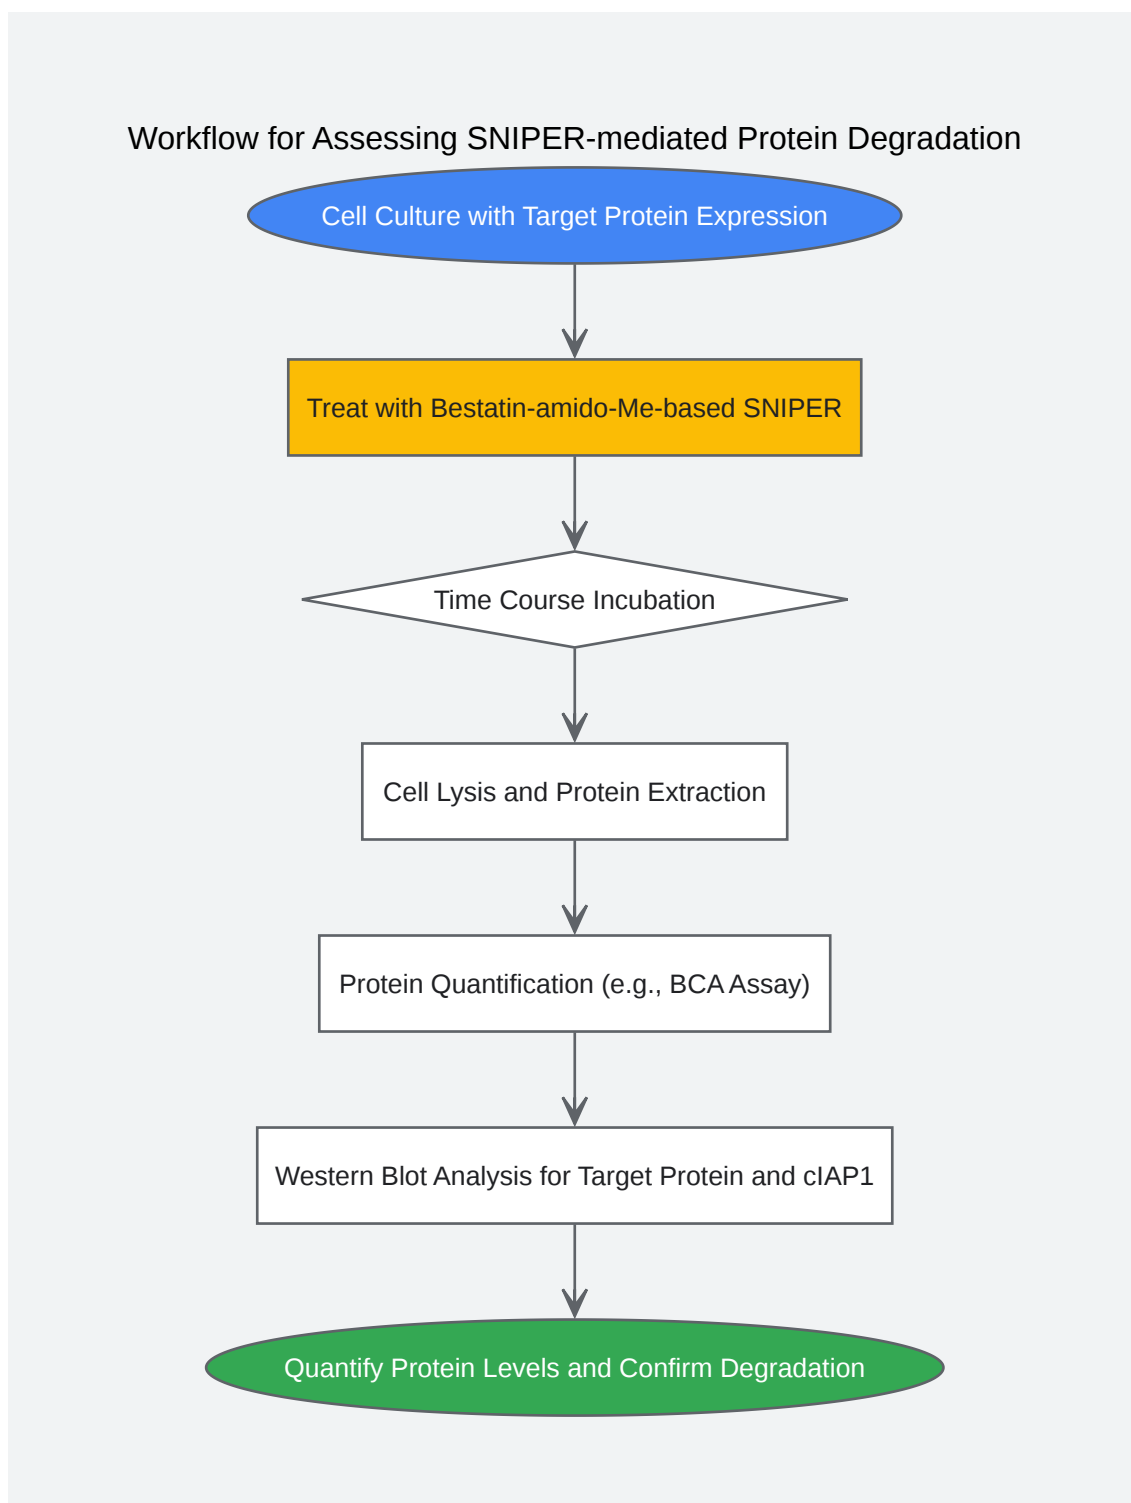 Workflow for Assessing SNIPER-mediated Protein Degradation
Cell Culture with Target Protein Expression
Treat with Bestatin-amido-Me-based SNIPER
Time Course Incubation
Cell Lysis and Protein Extraction
Protein Quantification (e.g., BCA Assay)
Western Blot Analysis for Target Protein and cIAP1
Quantify Protein Levels and Confirm Degradation